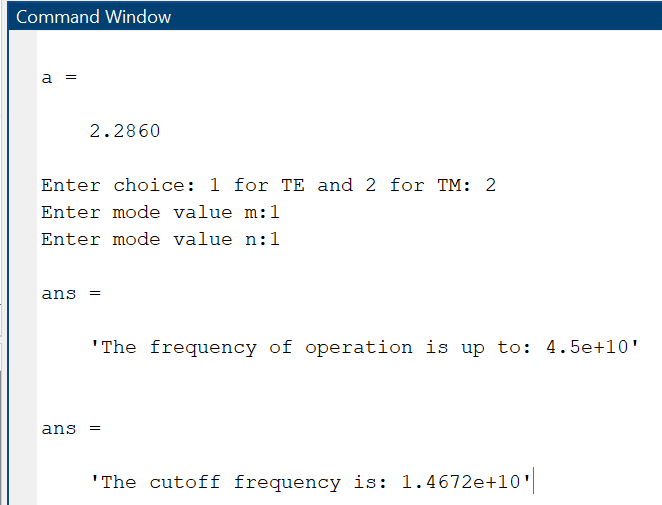 Command Window
a =
2.2860
Enter choice: 1 for TE and 2 for TM: 2
Enter mode value m:1
Enter mode value n:1
ans =
'The frequency of operation is up to: 4.5e+10'
ans =
'The cutoff frequency is: 1.4672e+10'